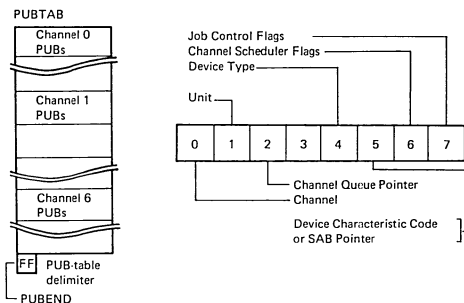 PUBTAB
Channel 0
PUBs
Channel 1
PUBs
Channel 6
PUBs
FF PUB-table
delimiter
PUBEND
Job Control Flags
Channel Scheduler Flags
Device Type
Unit
0 1 2 3 4 5 6 7
Channel Queue Pointer
Channel
Device Characteristic Code
or SAB Pointer